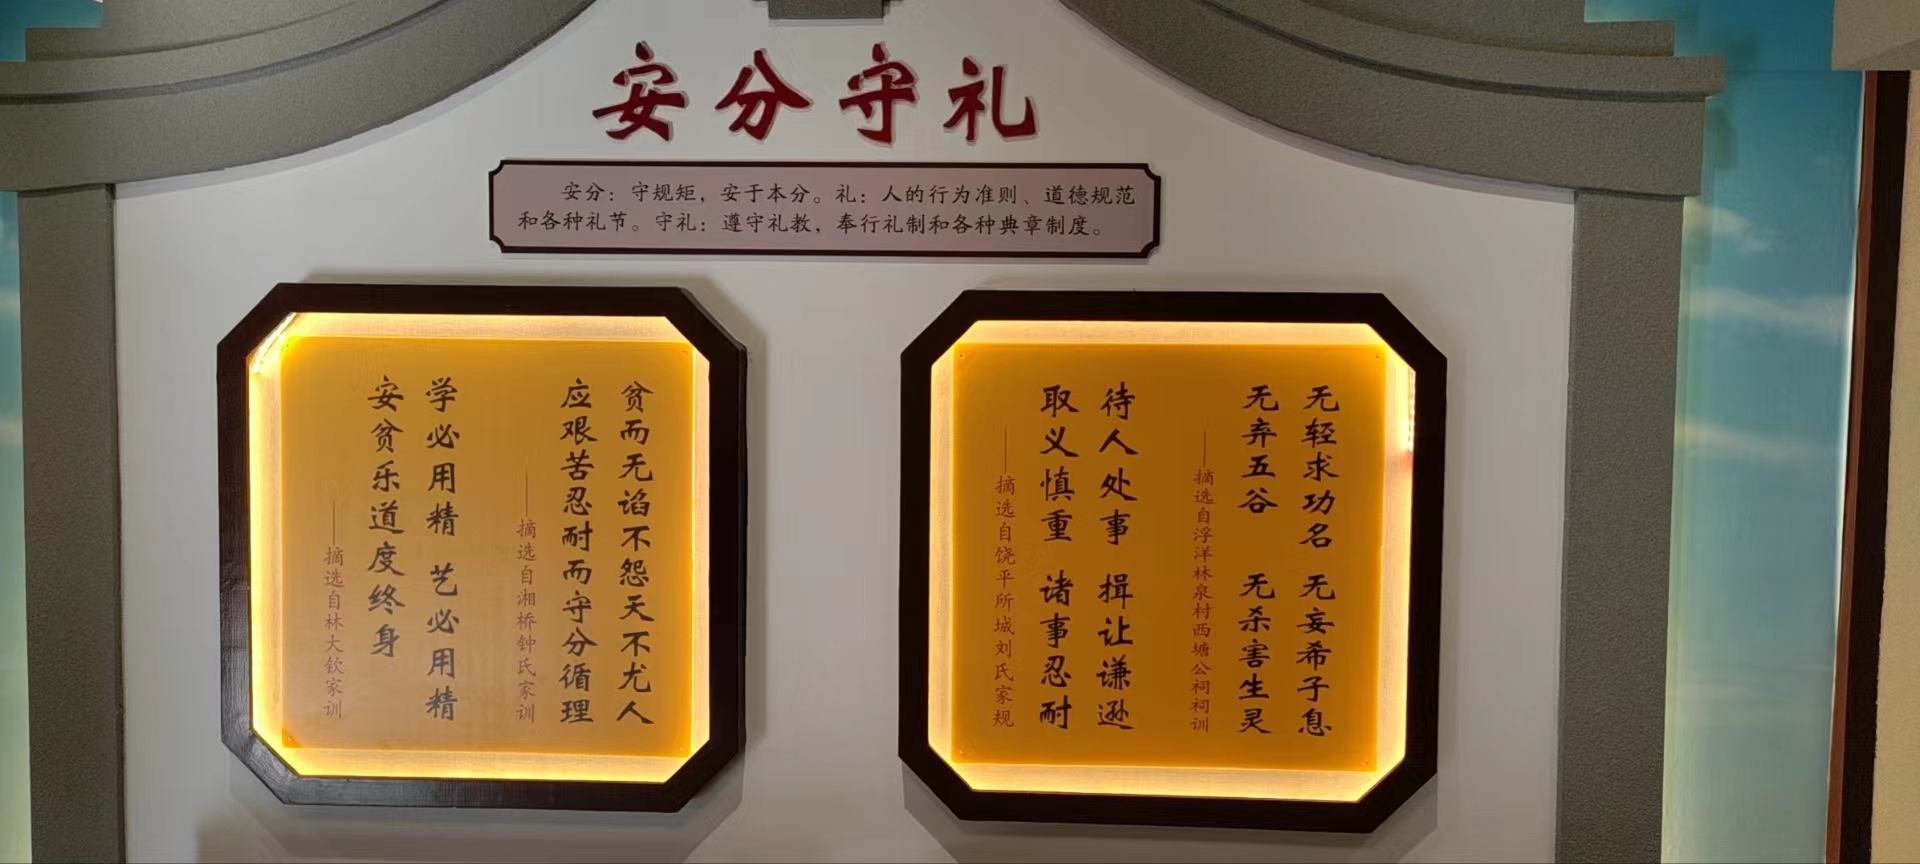 安分守礼
安分：守规矩，安于本分。礼：人的行为准则、道德规范
和各种礼节。守礼：遵守礼教，奉行礼制和各种典章制度。
贫而无谄不怨天不尤人
应艰苦忍耐而守分循理
——摘选自湘桥钟氏家训
学必用精 艺必用精
安贫乐道度终身
——摘选自林大钦家训
无轻求功名 无妄希子息
无弃五谷 无杀害生灵
——摘选自浮洋林泉村西塘公祠祠训
待人处事 揖让谦逊
取义慎重 诸事忍耐
——摘选自饶平所城刘氏家规